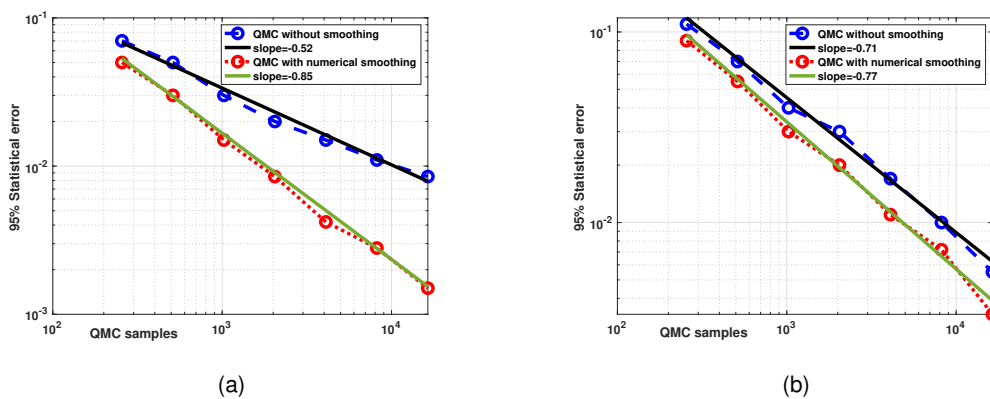 10^-1
10^-2
10^-3
95% Statistical error
QMC without smoothing
slope=-0.52
QMC with numerical smoothing
slope=-0.85
10^2
10^3
10^4
QMC samples
(a)
10^-1
10^-2
95% Statistical error
QMC without smoothing
slope=-0.71
QMC with numerical smoothing
slope=-0.77
10^2
10^3
10^4
QMC samples
(b)